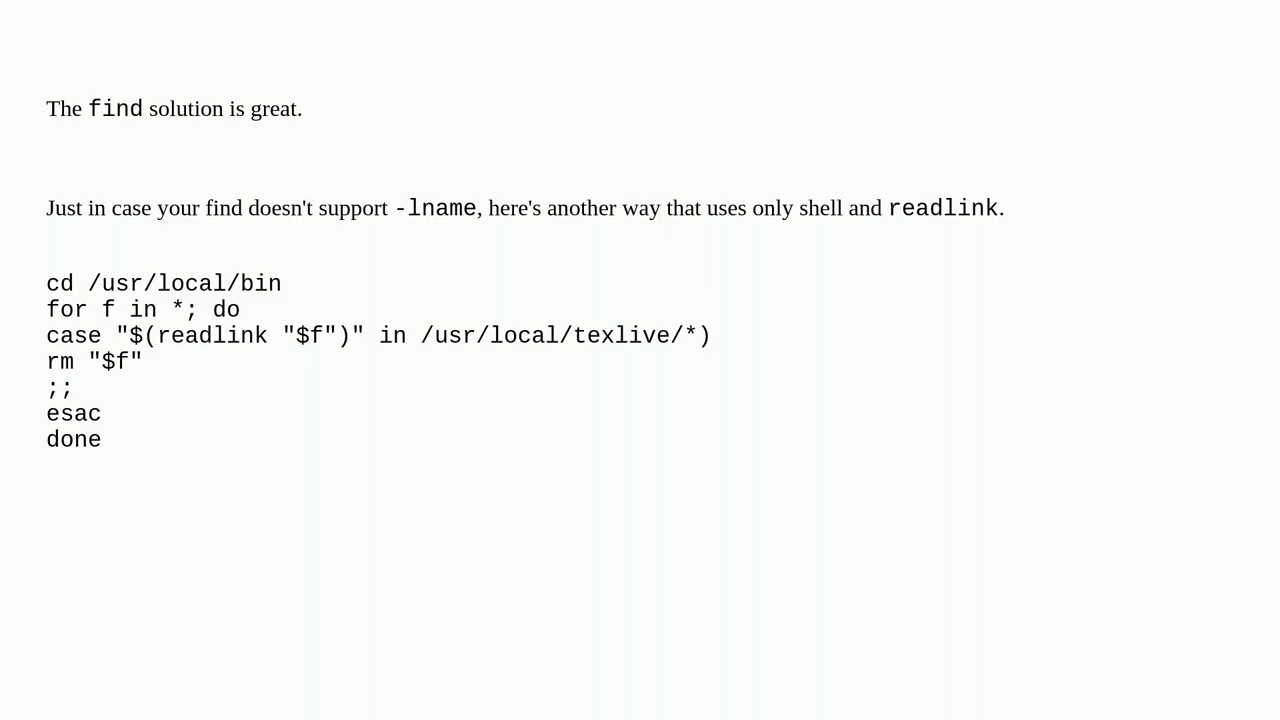 The find solution is great.
Just in case your find doesn't support -lname, here's another way that uses only shell and readlink.
cd /usr/local/bin
for f in *; do
case "$(readlink "$f")" in /usr/local/texlive/*)
rm "$f"
;;
esac
done